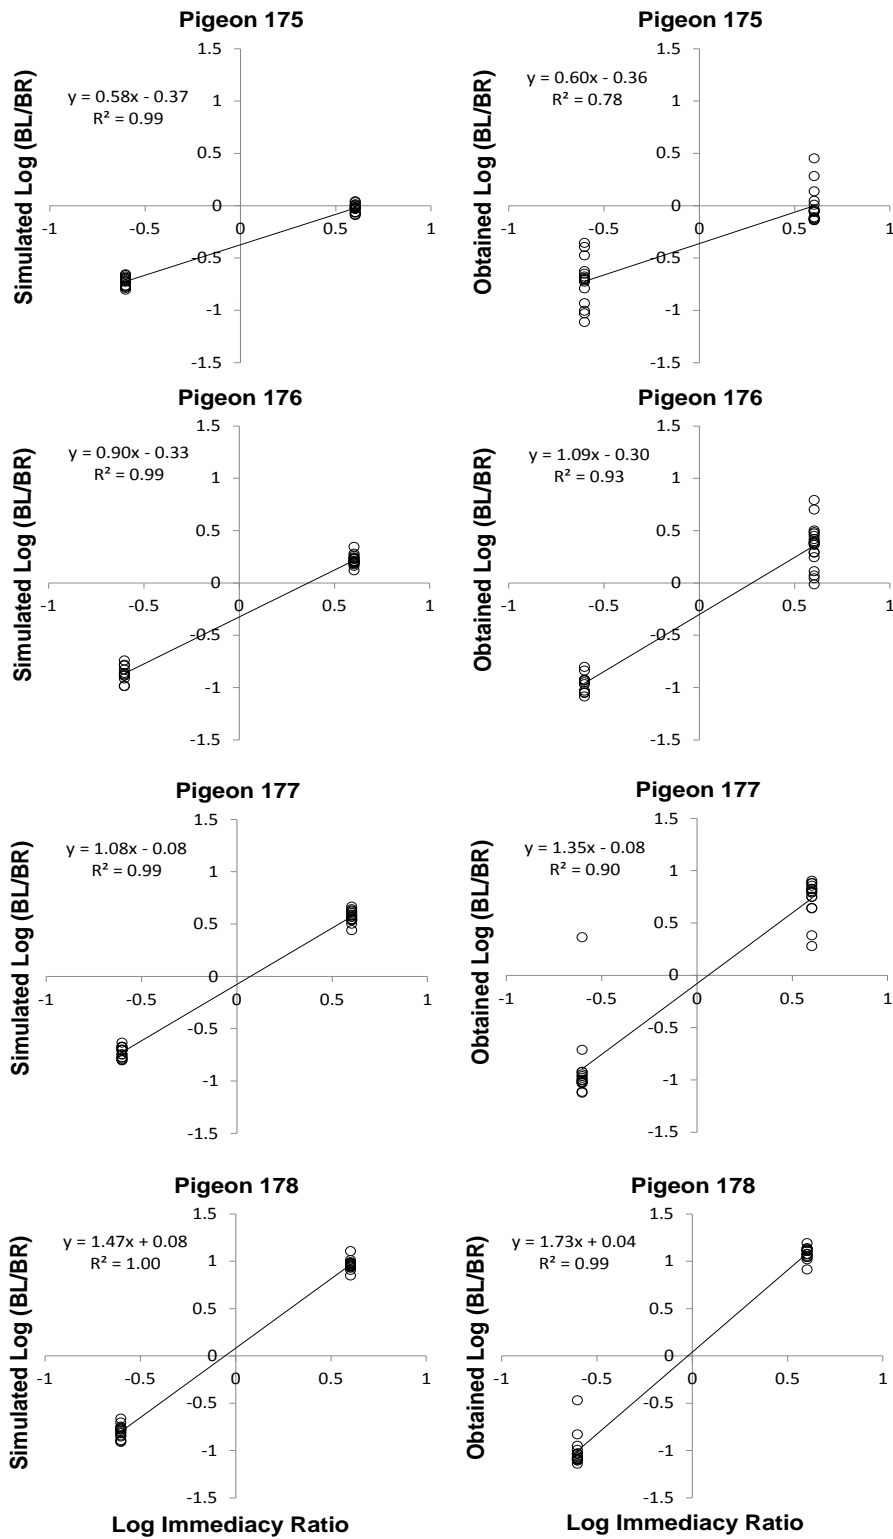 Pigeon 175
Simulated Log (BL/BR)
y = 0.58x - 0.37
R² = 0.99
1.5
1
0.5
0
-0.5
-1
-1.5
-1
-0.5
0
0.5
1
Pigeon 175
Obtained Log (BL/BR)
y = 0.60x - 0.36
R² = 0.78
1.5
1
0.5
0
-0.5
-1
-1.5
-1
-0.5
0
0.5
1
Pigeon 176
Simulated Log (BL/BR)
y = 0.90x - 0.33
R² = 0.99
1.5
1
0.5
0
-0.5
-1
-1.5
-1
-0.5
0
0.5
1
Pigeon 176
Obtained Log (BL/BR)
y = 1.09x - 0.30
R² = 0.93
1.5
1
0.5
0
-0.5
-1
-1.5
-1
-0.5
0
0.5
1
Pigeon 177
Simulated Log (BL/BR)
y = 1.08x - 0.08
R² = 0.99
1.5
1
0.5
0
-0.5
-1
-1.5
-1
-0.5
0
0.5
1
Pigeon 177
Obtained Log (BL/BR)
y = 1.35x - 0.08
R² = 0.90
1.5
1
0.5
0
-0.5
-1
-1.5
-1
-0.5
0
0.5
1
Pigeon 178
Simulated Log (BL/BR)
y = 1.47x + 0.08
R² = 1.00
1.5
1
0.5
0
-0.5
-1
-1.5
-1
-0.5
0
0.5
1
Log Immediacy Ratio
Pigeon 178
Obtained Log (BL/BR)
y = 1.73x + 0.04
R² = 0.99
1.5
1
0.5
0
-0.5
-1
-1.5
-1
-0.5
0
0.5
1
Log Immediacy Ratio